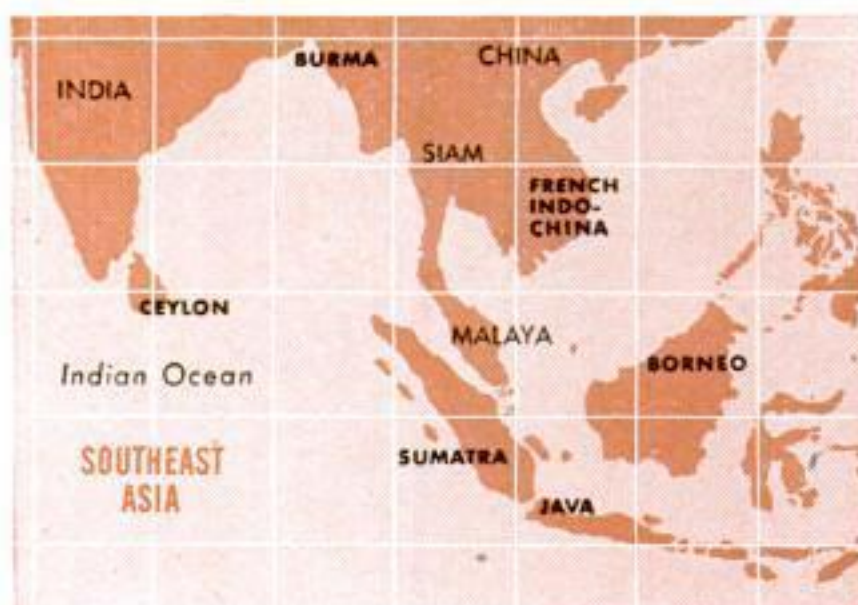 BURMA
CHINA
INDIA
SIAM
FRENCH
INDO-
CHINA
CEYLON
MALAYA
Indian Ocean
BORNEO
SOUTHEAST
ASIA
SUMATRA
JAVA